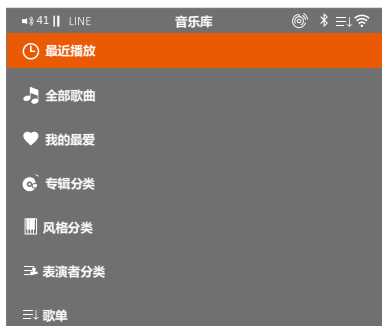 41 LINE 音乐库
最近播放
全部歌曲
我的最爱
专辑分类
风格分类
表演者分类
歌单